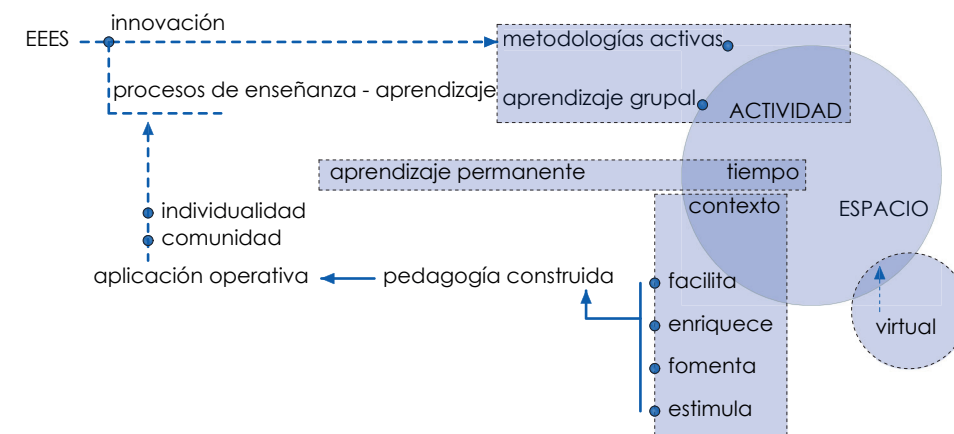 innovación
EEES
metodologías activas
procesos de enseñanza - aprendizaje
aprendizaje grupal
ACTIVIDAD
aprendizaje permanente
tiempo
contexto
ESPACIO
individualidad
comunidad
aplicación operativa
pedagogía construida
facilita
enriquece
virtual
fomenta
estimula